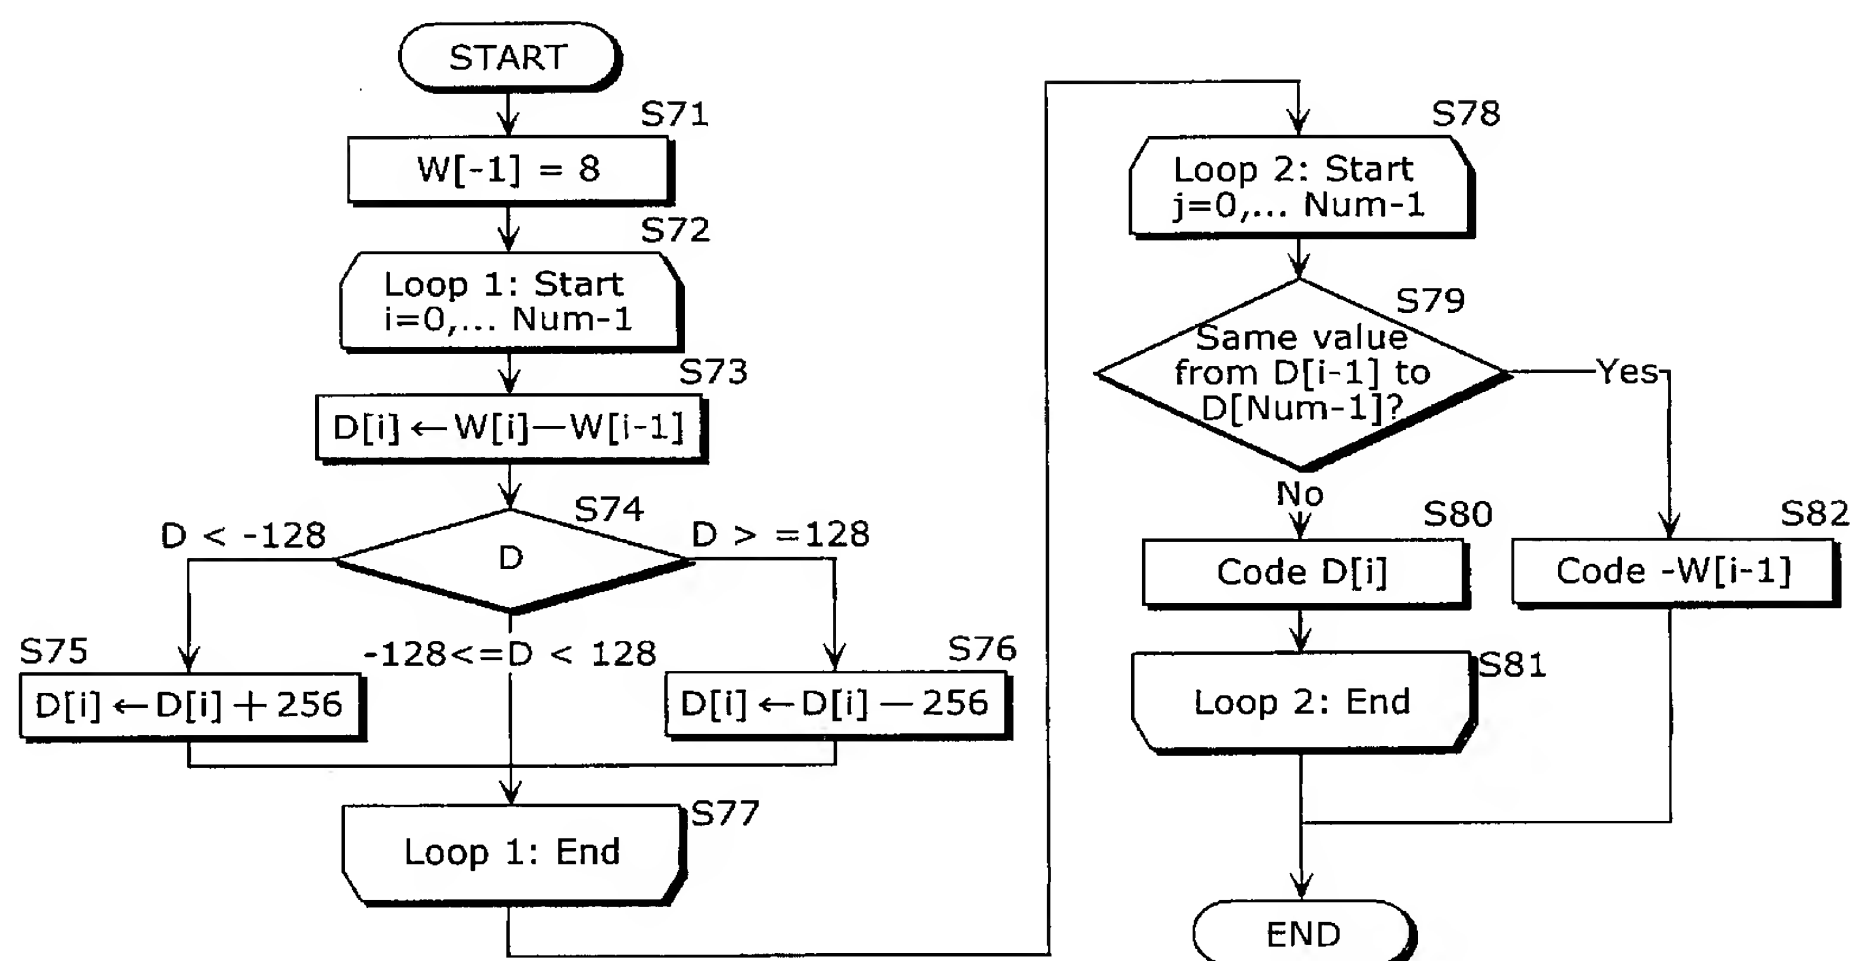 START
S71
W[-1] = 8
S72
Loop 1: Start
i=0,... Num-1
S73
D[i]←W[i]—W[i-1]
S74
D < -128
D
D > =128
S75
-128<=D < 128
S76
D[i]←D[i]+256
D[i]←D[i]—256
S77
Loop 1: End
S78
Loop 2: Start
j=0,... Num-1
S79
Same value
from D[i-1] to
D[Num-1]?
Yes
No
S80
S82
Code D[i]
Code -W[i-1]
S81
Loop 2: End
END